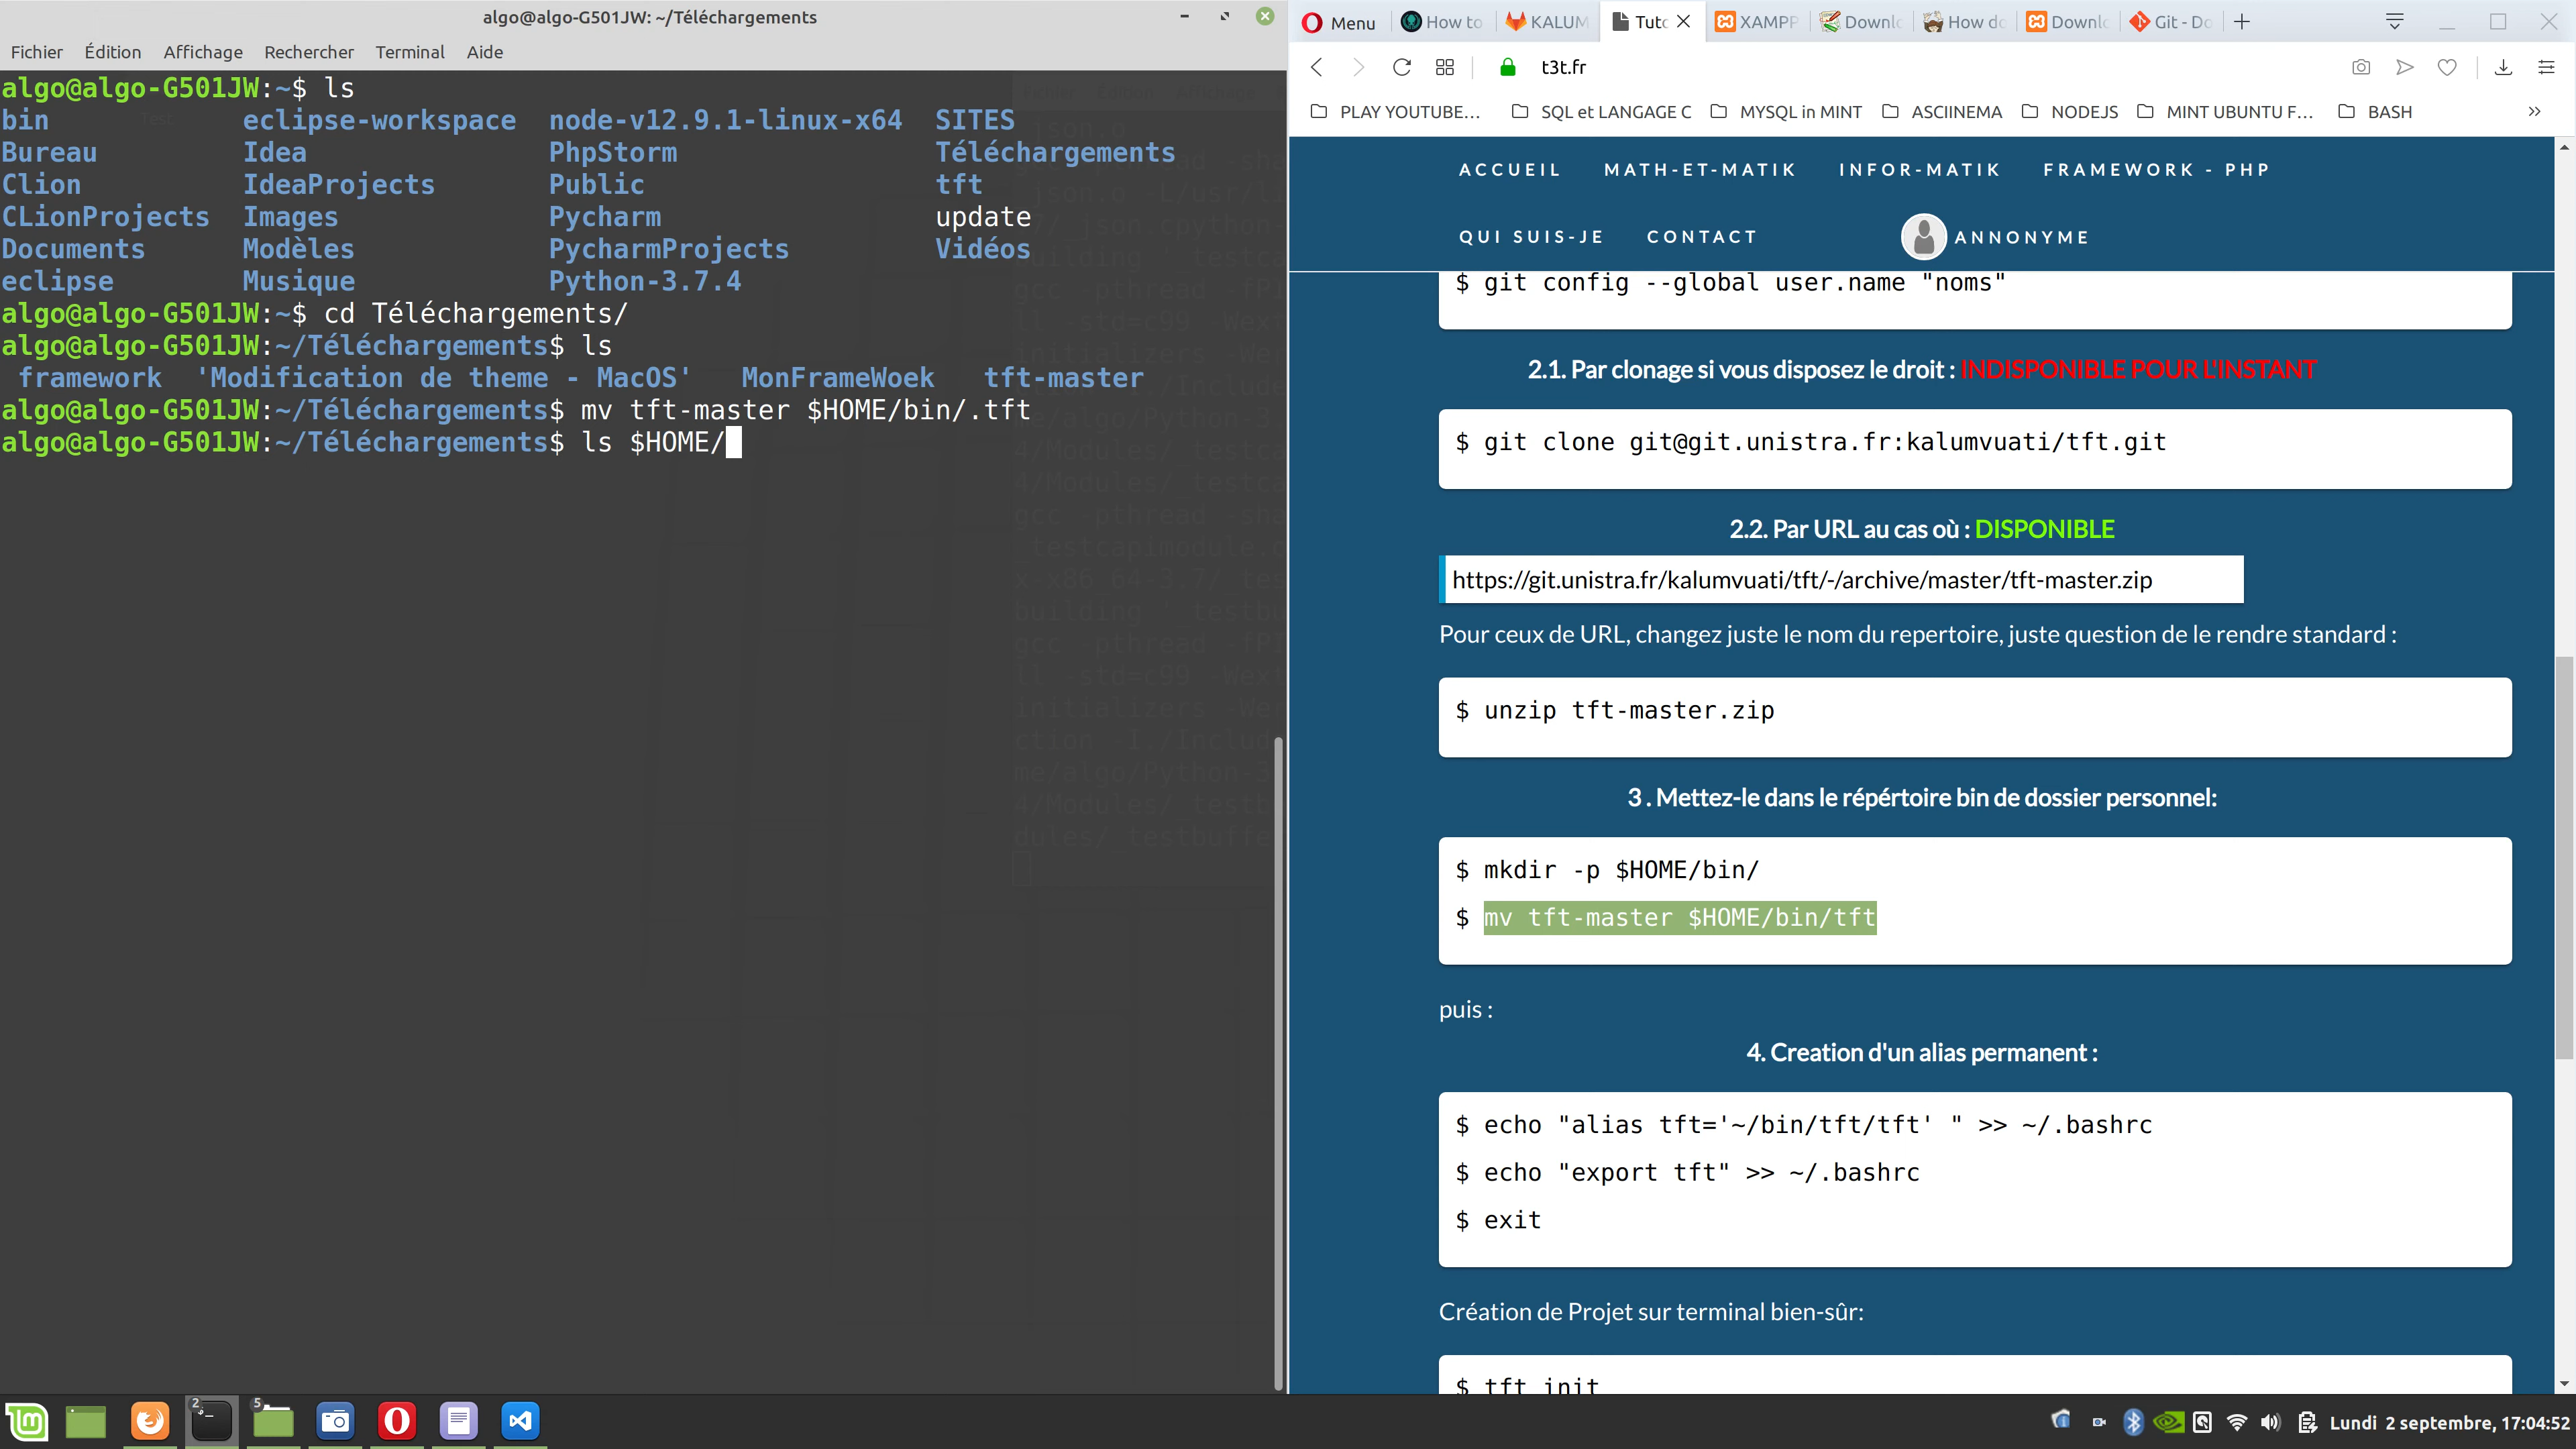 algo@algo-G501JW: ~/Téléchargements
Fichier Édition Affichage Rechercher Terminal Aide
algo@algo-G501JW:~$ ls
bin eclipse-workspace node-v12.9.1-linux-x64 SITES
Bureau Idea PhpStorm Téléchargements
Clion IdeaProjects Public tft
CLionProjects Images Pycharm update
Documents Modèles PycharmProjects Vidéos
eclipse Musique Python-3.7.4
algo@algo-G501JW:~$ cd Téléchargements/
algo@algo-G501JW:~/Téléchargements$ ls
framework 'Modification de theme - MacOS' MonFrameWoek tft-master
algo@algo-G501JW:~/Téléchargements$ mv tft-master $HOME/bin/.tft
algo@algo-G501JW:~/Téléchargements$ ls $HOME/
Menu How to KALUM Tuto XAMPP Downlo How do Downlo Git - Do
t3t.fr
PLAY YOUTUBE... SQL et LANGAGE C MYSQL in MINT ASCIINEMA NODEJS MINT UBUNTU F... BASH
ACCUEIL MATH-ET-MATIK INFOR-MATIK FRAMEWORK - PHP
QUI SUIS-JE CONTACT ANNONYME
$ git config --global user.name "noms"
2.1. Par clonage si vous disposez le droit : INDISPONIBLE POUR L'INSTANT
$ git clone git@git.unistra.fr:kalumvuati/tft.git
2.2. Par URL au cas où : DISPONIBLE
https://git.unistra.fr/kalumvuati/tft/-/archive/master/tft-master.zip
Pour ceux de URL, changez juste le nom du repertoire, juste question de le rendre standard :
$ unzip tft-master.zip
3 . Mettez-le dans le répértoire bin de dossier personnel:
$ mkdir -p $HOME/bin/
$ mv tft-master $HOME/bin/tft
puis :
4. Creation d'un alias permanent :
$ echo "alias tft='~/bin/tft/tft' " >> ~/.bashrc
$ echo "export tft" >> ~/.bashrc
$ exit
Création de Projet sur terminal bien-sûr:
$ tft init
2 5 Lundi 2 septembre, 17:04:52